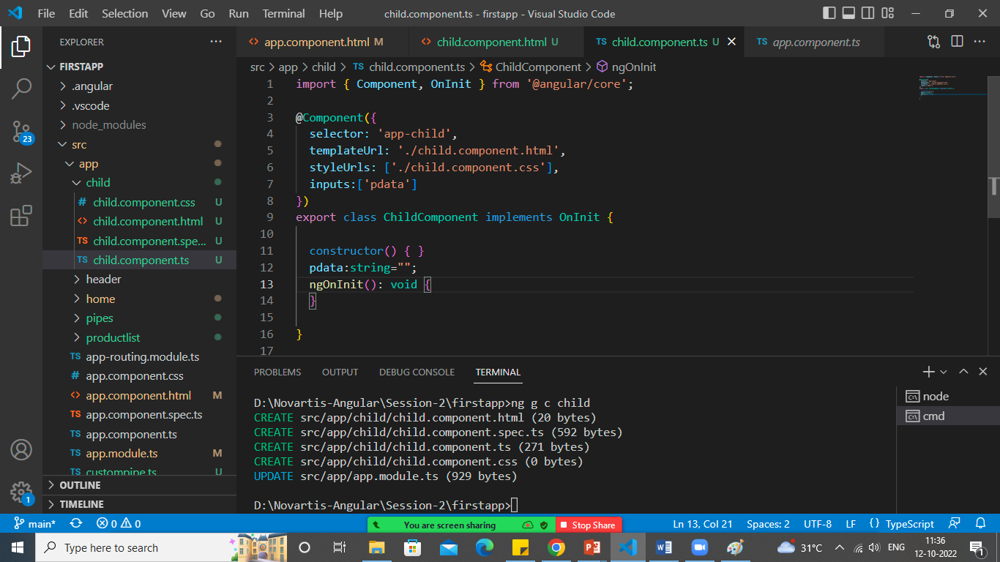 File Edit Selection View Go Run Terminal Help child.component.ts - firstapp - Visual Studio Code
EXPLORER
FIRSTAPP
.angular
.vscode
node_modules
src
app
child
# child.component.css U
<> child.component.html U
TS child.component.spe... U
TS child.component.ts U
header
home
pipes
productlist
TS app-routing.module.ts
# app.component.css
<> app.component.html M
TS app.component.spec.ts
TS app.component.ts
TS app.module.ts M
TS custompipe.ts U
OUTLINE
TIMELINE
23
1
<> app.component.html M <> child.component.html U TS child.component.ts U TS app.component.ts
src > app > child > TS child.component.ts > ChildComponent > ngOnInit
1 import { Component, OnInit } from '@angular/core';
2
3 @Component({
4 selector: 'app-child',
5 templateUrl: './child.component.html',
6 styleUrls: ['./child.component.css'],
7 inputs:['pdata']
8 })
9 export class ChildComponent implements OnInit {
10
11 constructor() { }
12 pdata:string="";
13 ngOnInit(): void {
14 }
15
16 }
17
PROBLEMS OUTPUT DEBUG CONSOLE TERMINAL
D:\Novartis-Angular\Session-2\firstapp>ng g c child
CREATE src/app/child/child.component.html (20 bytes)
CREATE src/app/child/child.component.spec.ts (592 bytes)
CREATE src/app/child/child.component.ts (271 bytes)
CREATE src/app/child/child.component.css (0 bytes)
UPDATE src/app/app.module.ts (929 bytes)
D:\Novartis-Angular\Session-2\firstapp>
node
cmd
main* 0 0 You are screen sharing Stop Share Ln 13, Col 21 Spaces: 2 UTF-8 LF {} TypeScript
Type here to search 31°C ENG 11:36
12-10-2022 1